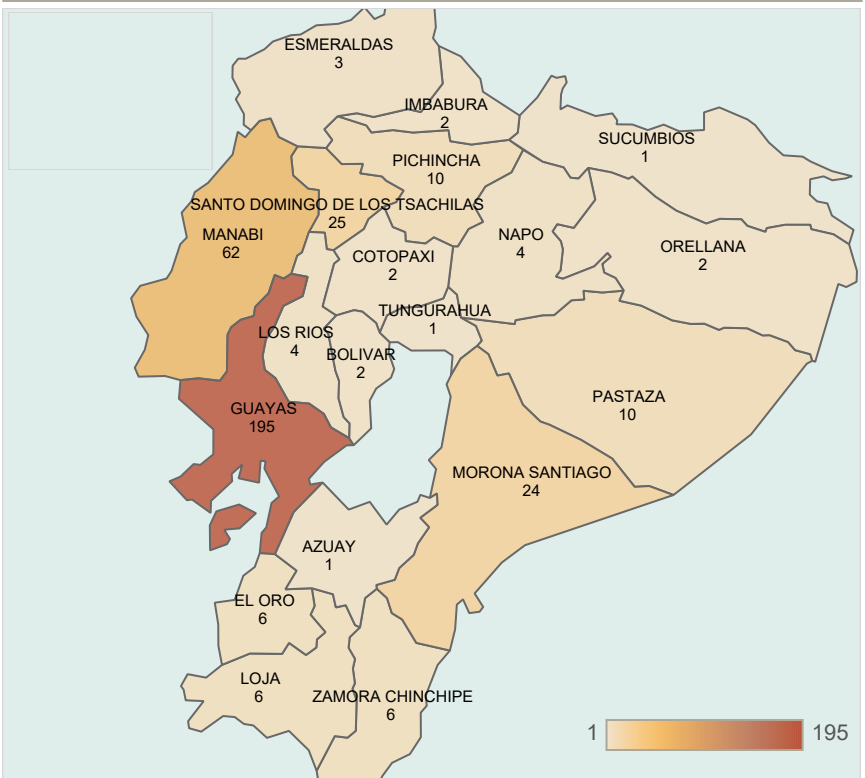 ESMERALDAS
3
IMBABURA
2
SUCUMBIOS
1
PICHINCHA
10
SANTO DOMINGO DE LOS TSACHILAS
25
MANABI
62
NAPO
4
ORELLANA
2
COTOPAXI
2
TUNGURAHUA
1
LOS RIOS
4
BOLIVAR
2
PASTAZA
10
GUAYAS
195
MORONA SANTIAGO
24
AZUAY
1
EL ORO
6
LOJA
6
ZAMORA CHINCHIPE
6
1 195